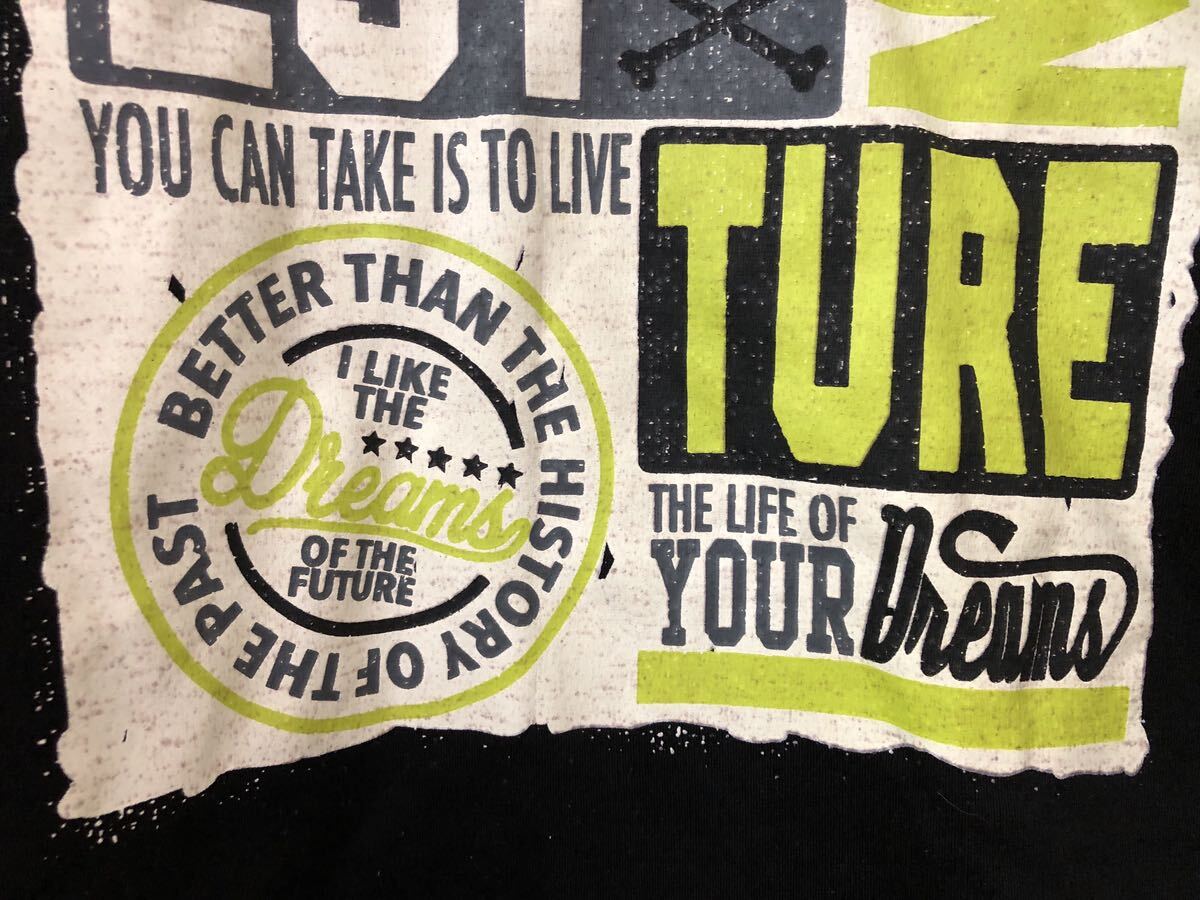 YOU CAN TAKE IS TO LIVE
TURE
THE LIFE OF
YOUR Dreams
BETTER THAN THE HISTORY OF THE PAST
I LIKE
THE
Dreams
OF THE
FUTURE